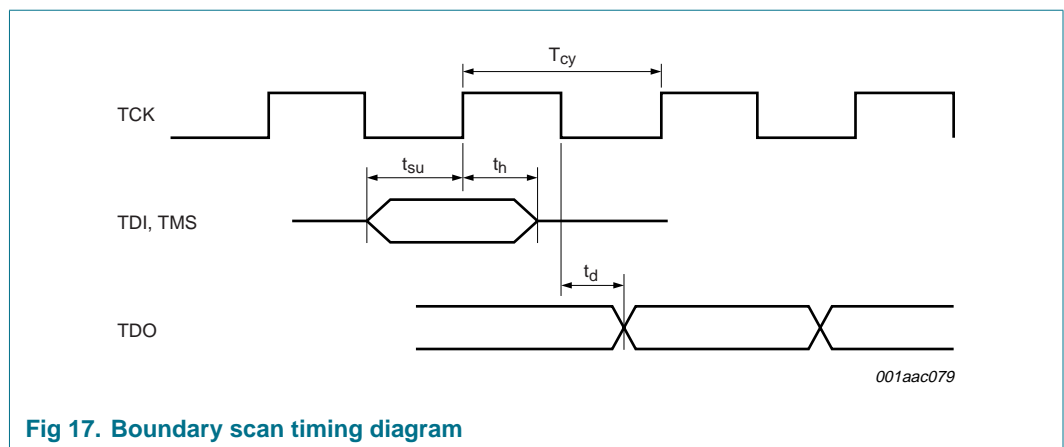 T_cy
TCK
t_su
t_h
TDI, TMS
t_d
TDO
001aac079
Fig 17. Boundary scan timing diagram